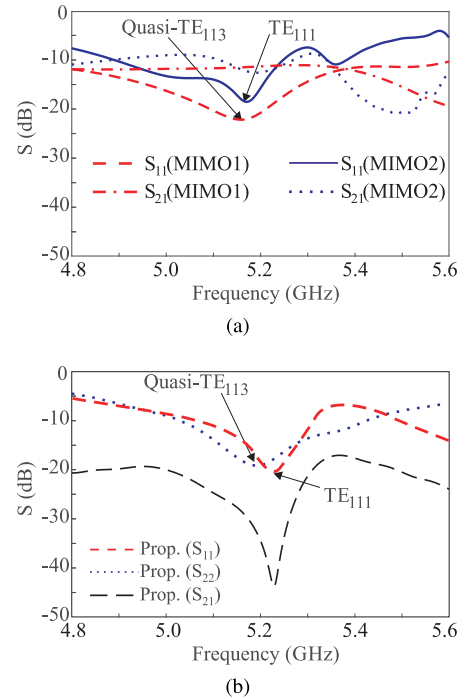 Quasi-TE113 TE111
0
-10
-20
-30
-40
-50
S (dB)
S11(MIMO1) S11(MIMO2)
S21(MIMO1) S21(MIMO2)
4.8 5.0 5.2 5.4 5.6
Frequency (GHz)
(a)
0
-10
-20
-30
-40
-50
S (dB)
Quasi-TE113
TE111
Prop. (S11)
Prop. (S22)
Prop. (S21)
4.8 5.0 5.2 5.4 5.6
Frequency (GHz)
(b)